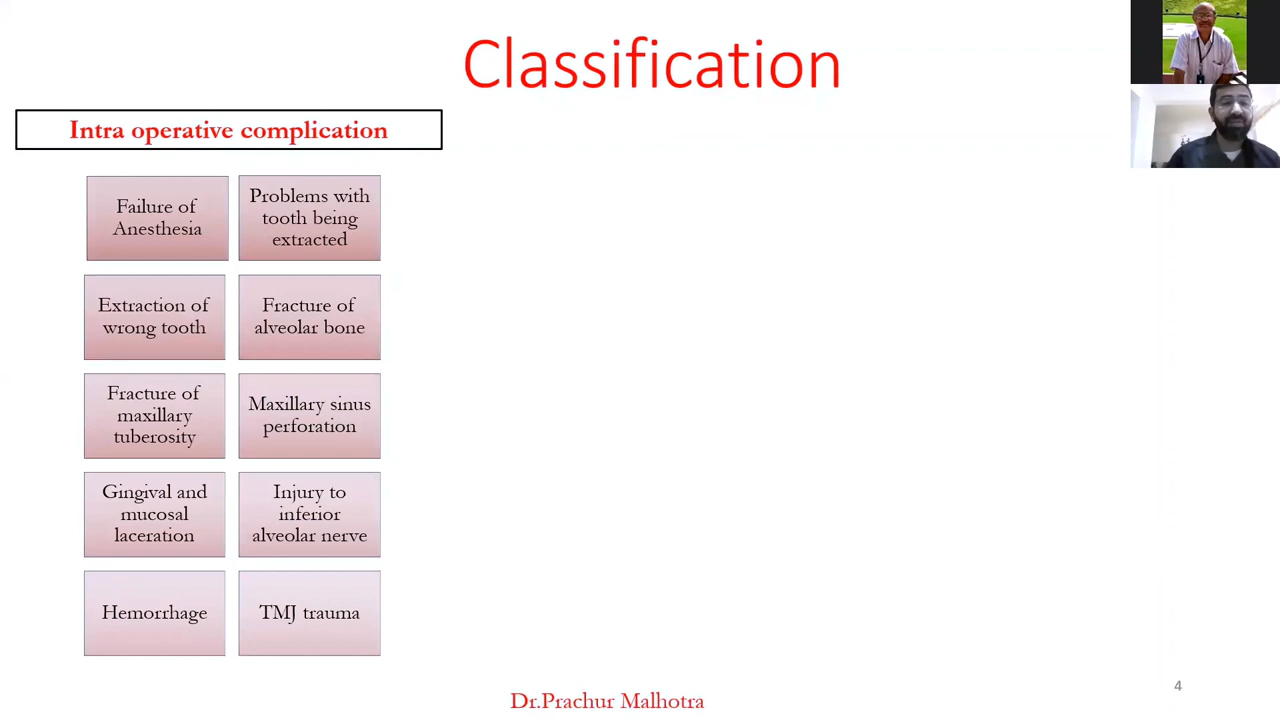 Classification
Intra operative complication
Failure of
Anesthesia
Problems with
tooth being
extracted
Extraction of
wrong tooth
Fracture of
alveolar bone
Fracture of
maxillary
tuberosity
Maxillary sinus
perforation
Gingival and
mucosal
laceration
Injury to
inferior
alveolar nerve
Hemorrhage
TMJ trauma
Dr.Prachur Malhotra
4